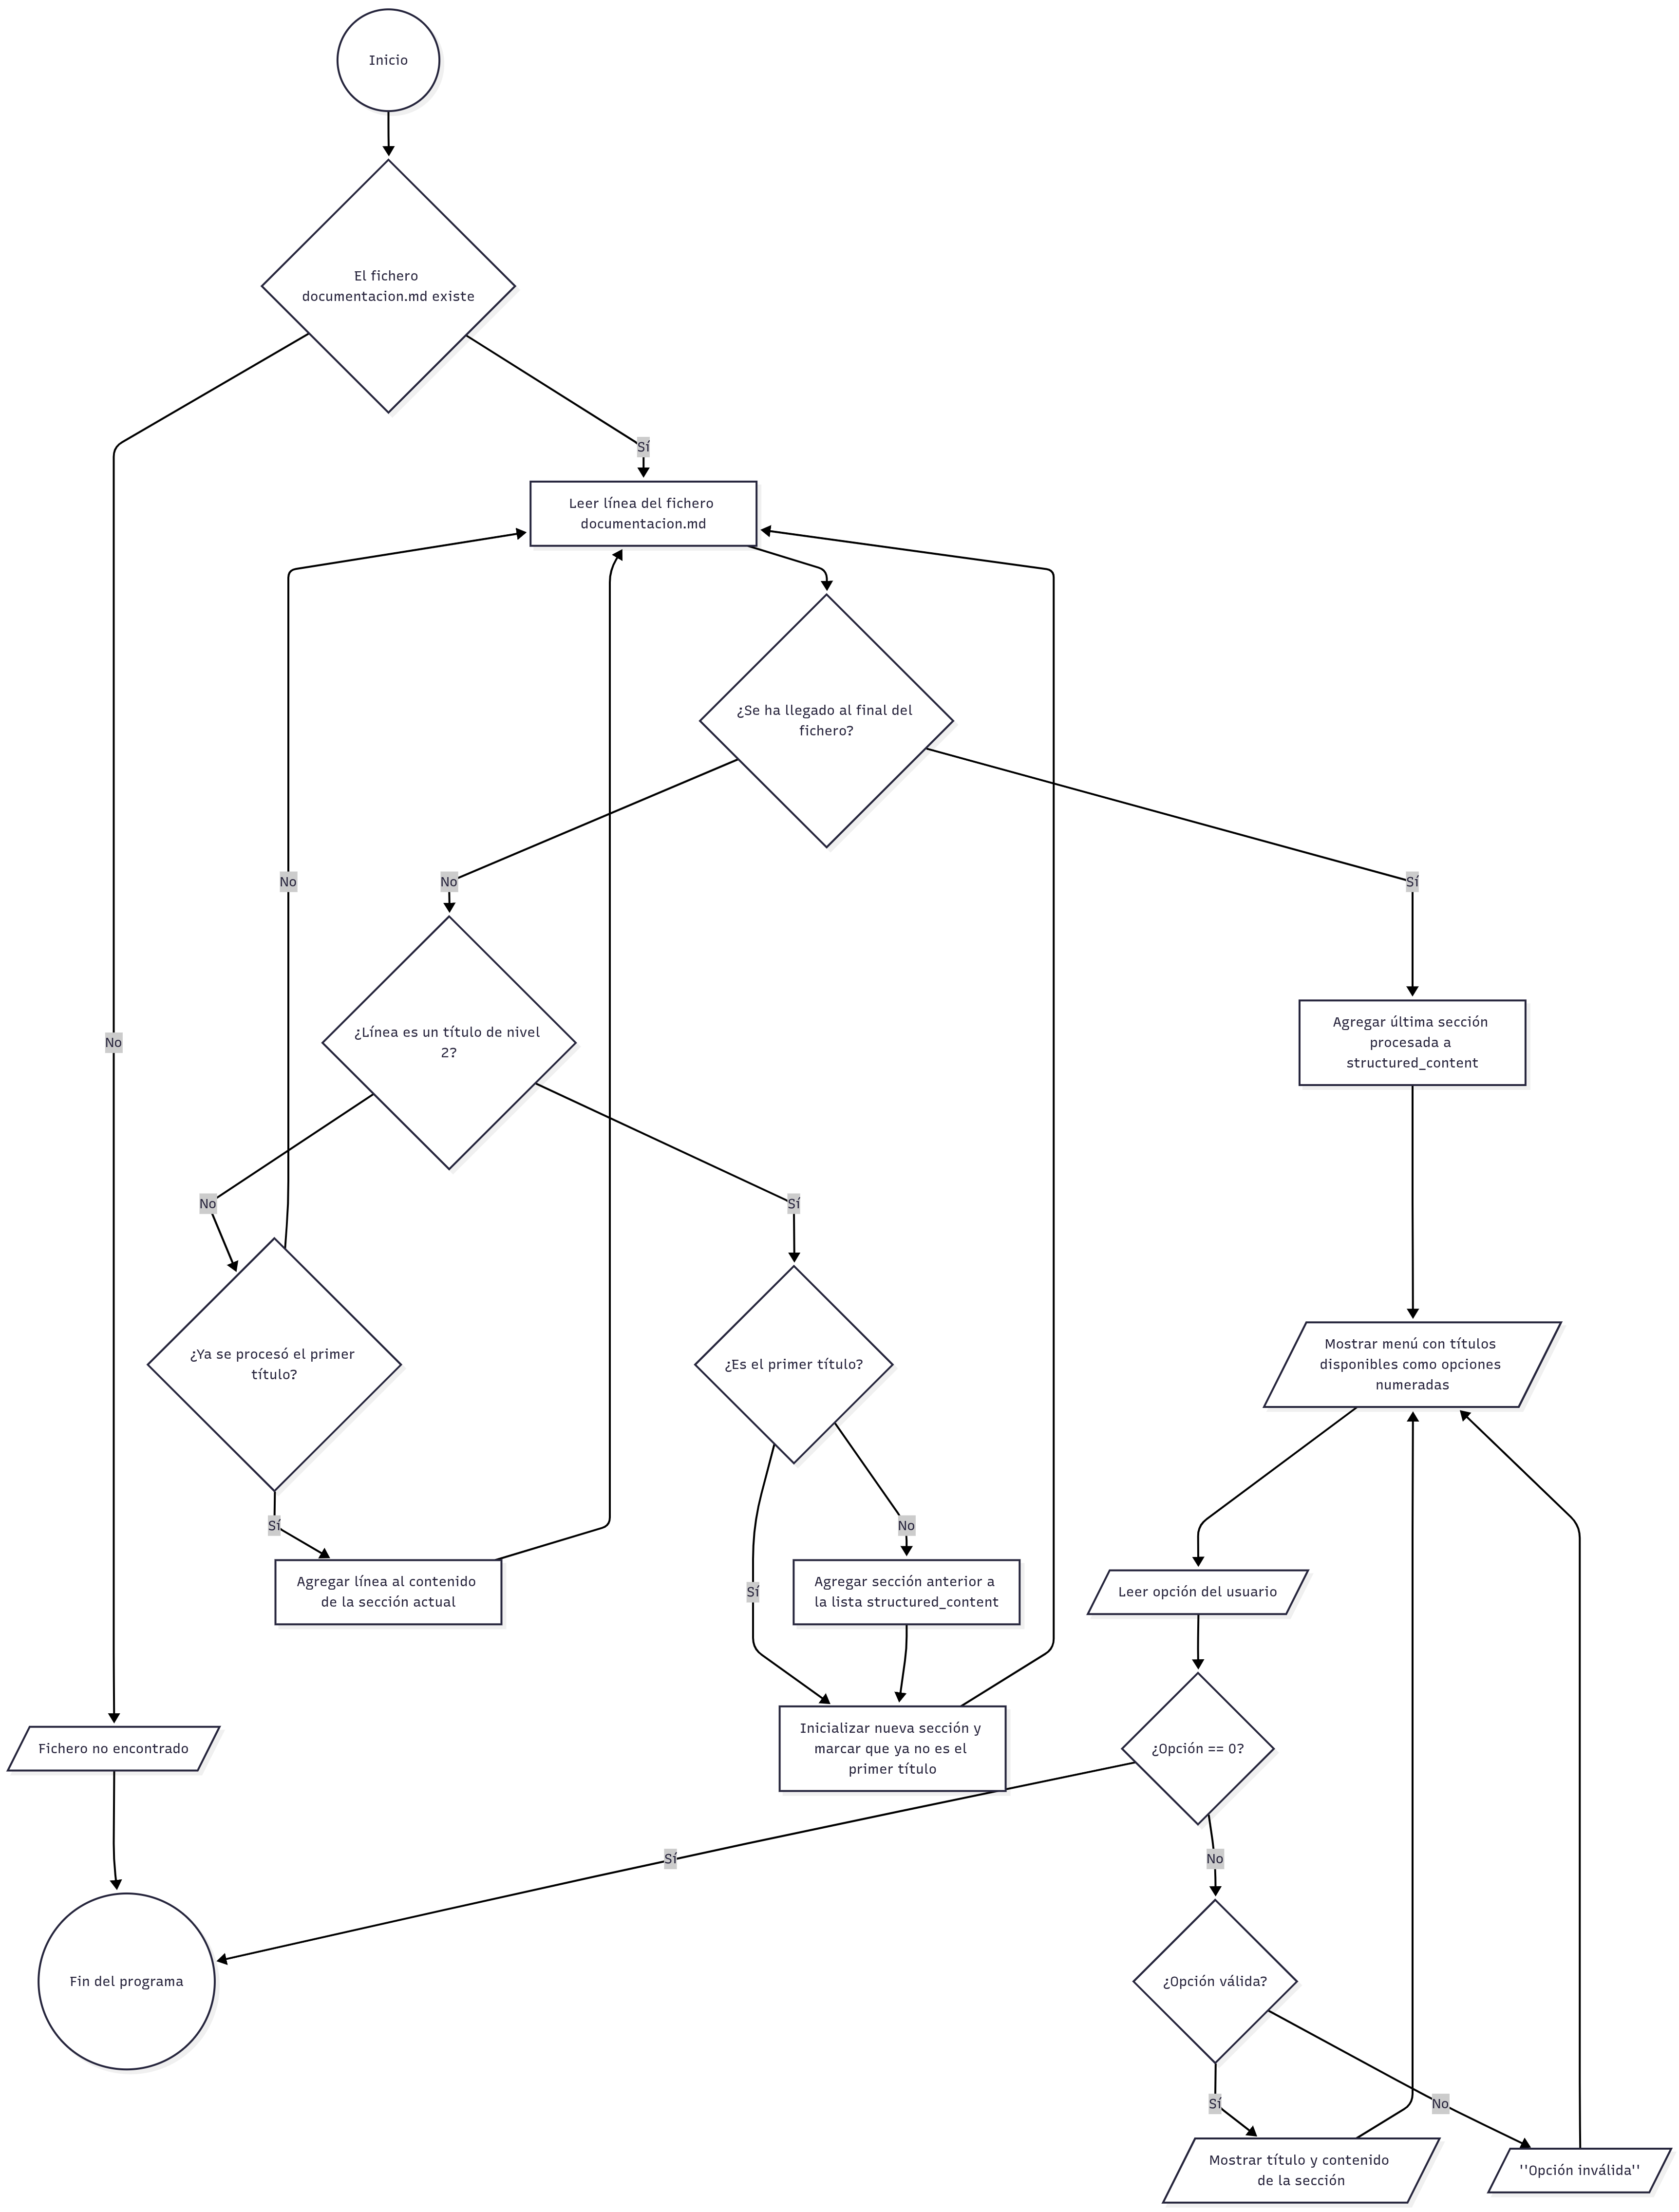 Inicio
El fichero
documentacion.md existe
Sí
Leer línea del fichero
documentacion.md
¿Se ha llegado al final del
fichero?
No
No
Sí
¿Línea es un título de nivel
2?
No
Agregar última sección
procesada a
structured_content
No
Sí
¿Ya se procesó el primer
título?
¿Es el primer título?
Mostrar menú con títulos
disponibles como opciones
numeradas
Sí
No
Agregar línea al contenido
de la sección actual
Sí
Agregar sección anterior a
la lista structured_content
Leer opción del usuario
Fichero no encontrado
Inicializar nueva sección y
marcar que ya no es el
primer título
¿Opción == 0?
Sí
No
Fin del programa
¿Opción válida?
Sí
No
Mostrar título y contenido
de la sección
''Opción inválida''